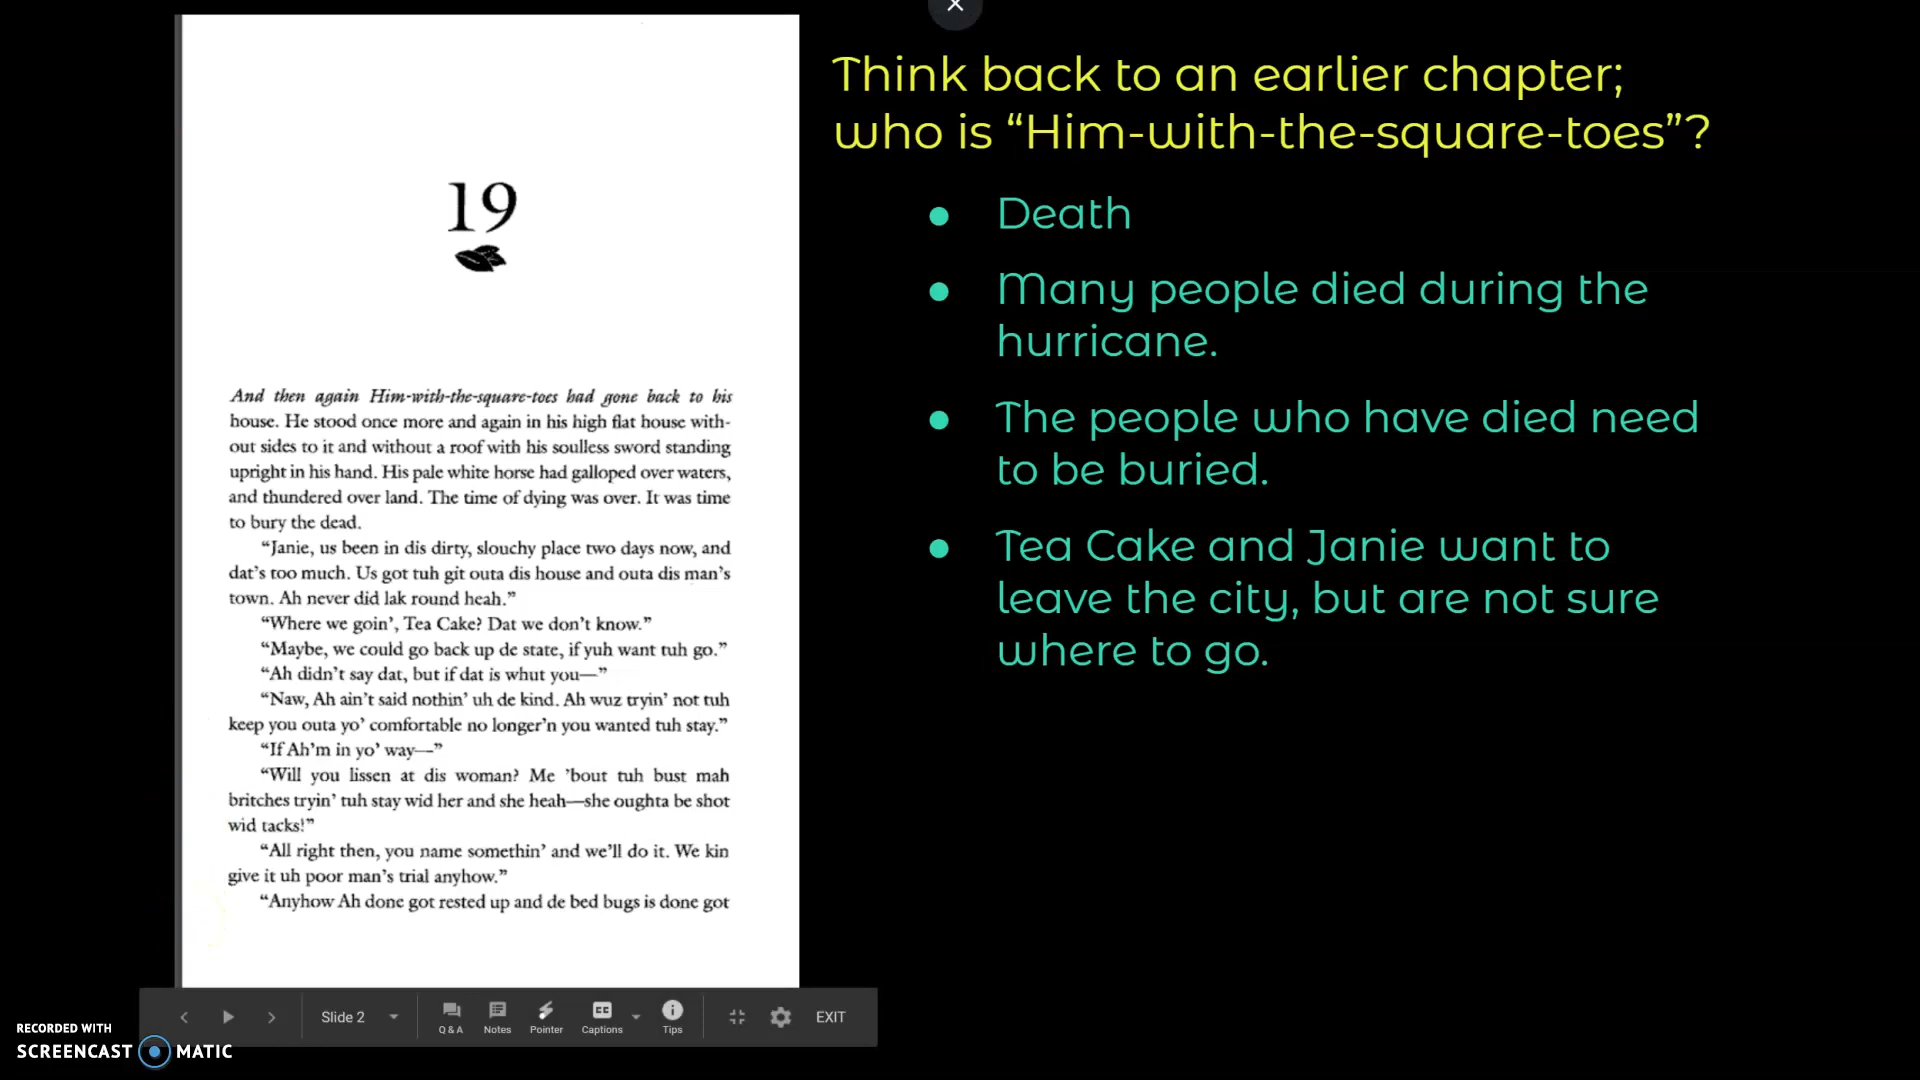 19
And then again Him-with-the-square-toes had gone back to his
house. He stood once more and again in his high flat house with-
out sides to it and without a roof with his soulless sword standing
upright in his hand. His pale white horse had galloped over waters,
and thundered over land. The time of dying was over. It was time
to bury the dead.
“Janie, us been in dis dirty, slouchy place two days now, and
dat’s too much. Us got tuh git outa dis house and outa dis man’s
town. Ah never did lak round heah.”
“Where we goin’, Tea Cake? Dat we don’t know.”
“Maybe, we could go back up de state, if yuh want tuh go.”
“Ah didn’t say dat, but if dat is whut you—”
“Naw, Ah ain’t said nothin’ uh de kind. Ah wuz tryin’ not tuh
keep you outa yo’ comfortable no longer’n you wanted tuh stay.”
“If Ah’m in yo’ way—”
“Will you lissen at dis woman? Me ’bout tuh bust mah
britches tryin’ tuh stay wid her and she heah—she oughta be shot
wid tacks!”
“All right then, you name somethin’ and we’ll do it. We kin
give it uh poor man’s trial anyhow.”
“Anyhow Ah done got rested up and de bed bugs is done got
Think back to an earlier chapter;
who is “Him-with-the-square-toes”?
● Death
● Many people died during the
hurricane.
● The people who have died need
to be buried.
● Tea Cake and Janie want to
leave the city, but are not sure
where to go.
Slide 2
Q & A
Notes
Pointer
CC
Captions
Tips
EXIT
RECORDED WITH
SCREENCAST MATIC